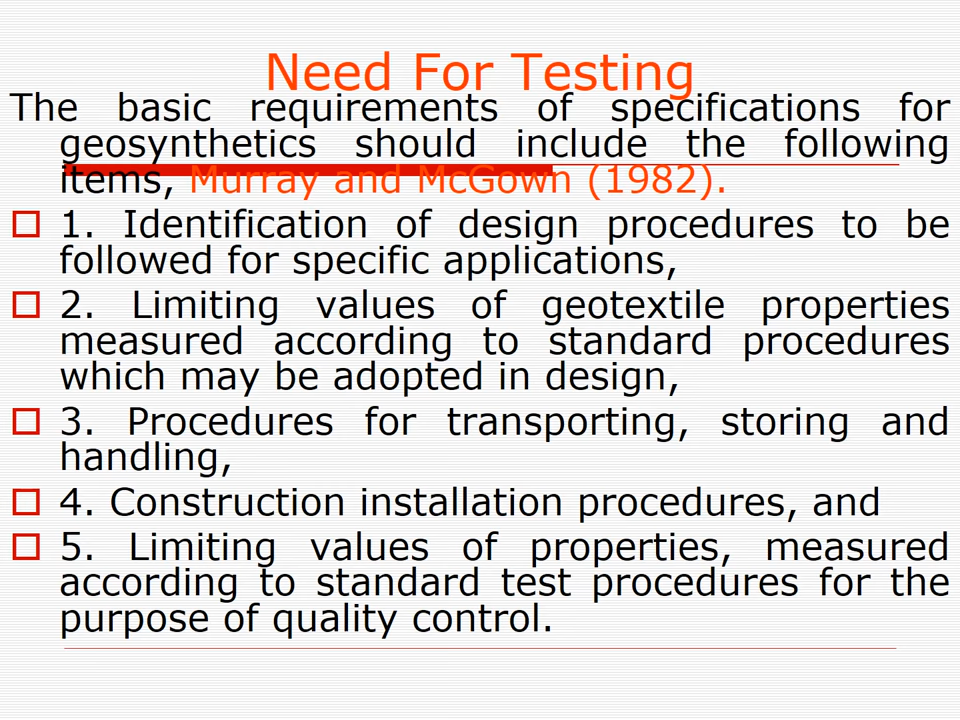 Need For Testing
The basic requirements of specifications for
geosynthetics should include the following
items, Murray and McGown (1982).
1. Identification of design procedures to be
followed for specific applications,
2. Limiting values of geotextile properties
measured according to standard procedures
which may be adopted in design,
3. Procedures for transporting, storing and
handling,
4. Construction installation procedures, and
5. Limiting values of properties, measured
according to standard test procedures for the
purpose of quality control.